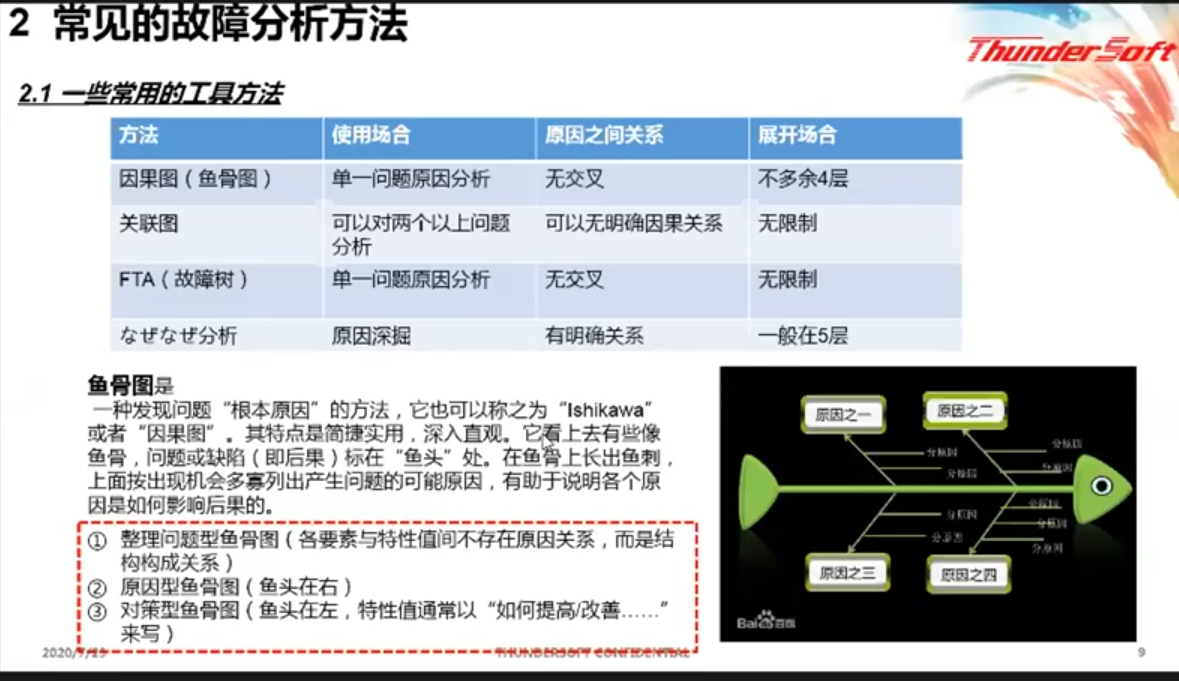 2 常见的故障分析方法
ThunderSoft
2.1 一些常用的工具方法
方法 使用场合 原因之间关系 展开场合
因果图（鱼骨图） 单一问题原因分析 无交叉 不多余4层
关联图 可以对两个以上问题分析 可以无明确因果关系 无限制
FTA（故障树） 单一问题原因分析 无交叉 无限制
なぜなぜ分析 原因深掘 有明确关系 一般在5层
鱼骨图是
一种发现问题“根本原因”的方法，它也可以称之为“Ishikawa”
或者“因果图”。其特点是简捷实用，深入直观。它看上去有些像
鱼骨，问题或缺陷（即后果）标在“鱼头”处。在鱼骨上长出鱼刺，
上面按出现机会多寡列出产生问题的可能原因，有助于说明各个原
因是如何影响后果的。
① 整理问题型鱼骨图（各要素与特性值间不存在原因关系，而是结
构构成关系）
② 原因型鱼骨图（鱼头在右）
③ 对策型鱼骨图（鱼头在左，特性值通常以“如何提高/改善……”
来写）
原因之一
原因之二
分原因
分原因
分原因
分原因
分原因
分原因
分原因
分原因
分原因
原因之三
原因之四
Bai百科
2020/7/29
THUNDERSOFT CONFIDENTIAL
9